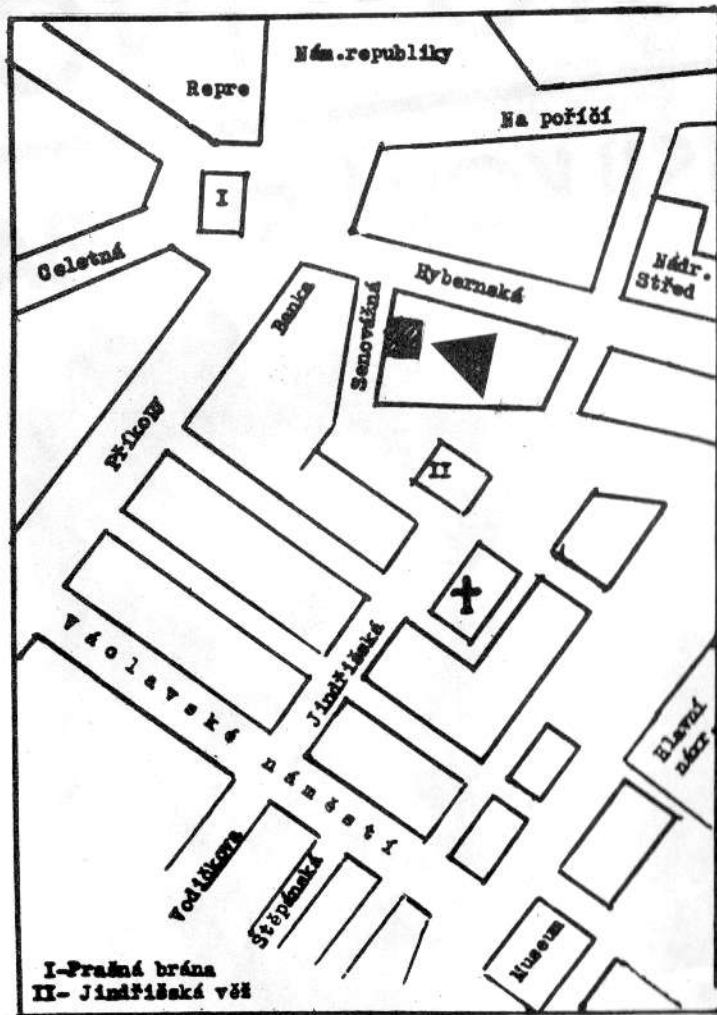 Nám.republiky
Repre
Na poříčí
I
Celetná
Hybernská
Nádr.
Střed
Banka
Senovážná
Příkopy
II
Václavské náměstí
Jindřišská
Hlavní
Vodičkova
Štěpánská
Museum
I-Prašná brána
II- Jindřišská věž